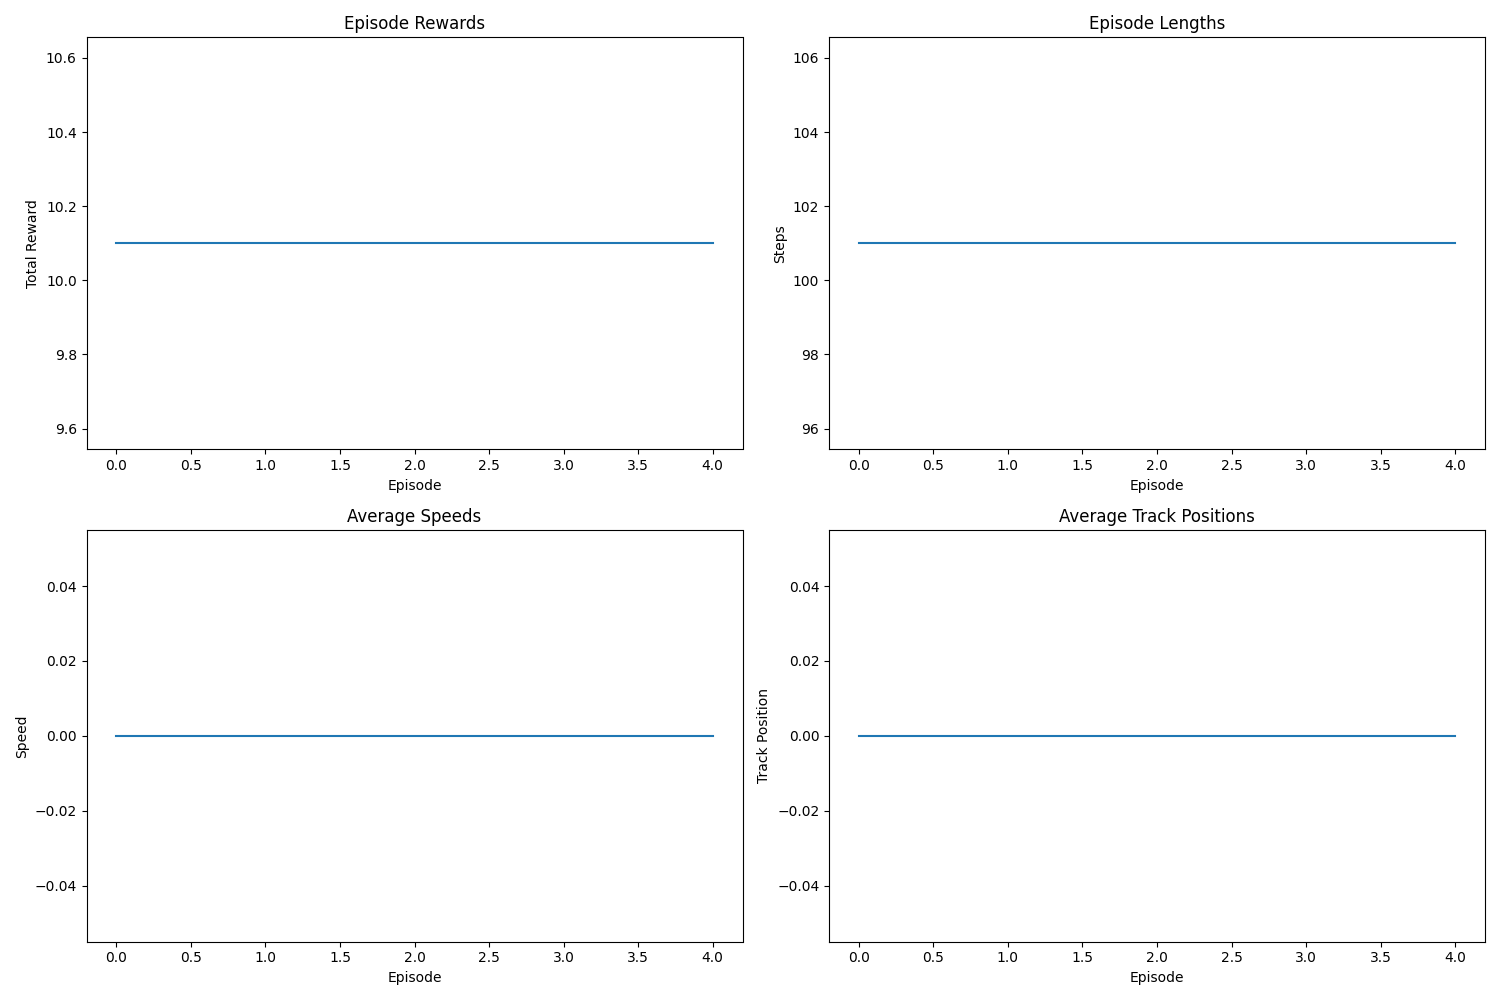 Episode Rewards
Total Reward
10.6
10.4
10.2
10.0
9.8
9.6
0.0 0.5 1.0 1.5 2.0 2.5 3.0 3.5 4.0
Episode
Episode Lengths
Steps
106
104
102
100
98
96
0.0 0.5 1.0 1.5 2.0 2.5 3.0 3.5 4.0
Episode
Average Speeds
Speed
0.04
0.02
0.00
−0.02
−0.04
0.0 0.5 1.0 1.5 2.0 2.5 3.0 3.5 4.0
Episode
Average Track Positions
Track Position
0.04
0.02
0.00
−0.02
−0.04
0.0 0.5 1.0 1.5 2.0 2.5 3.0 3.5 4.0
Episode